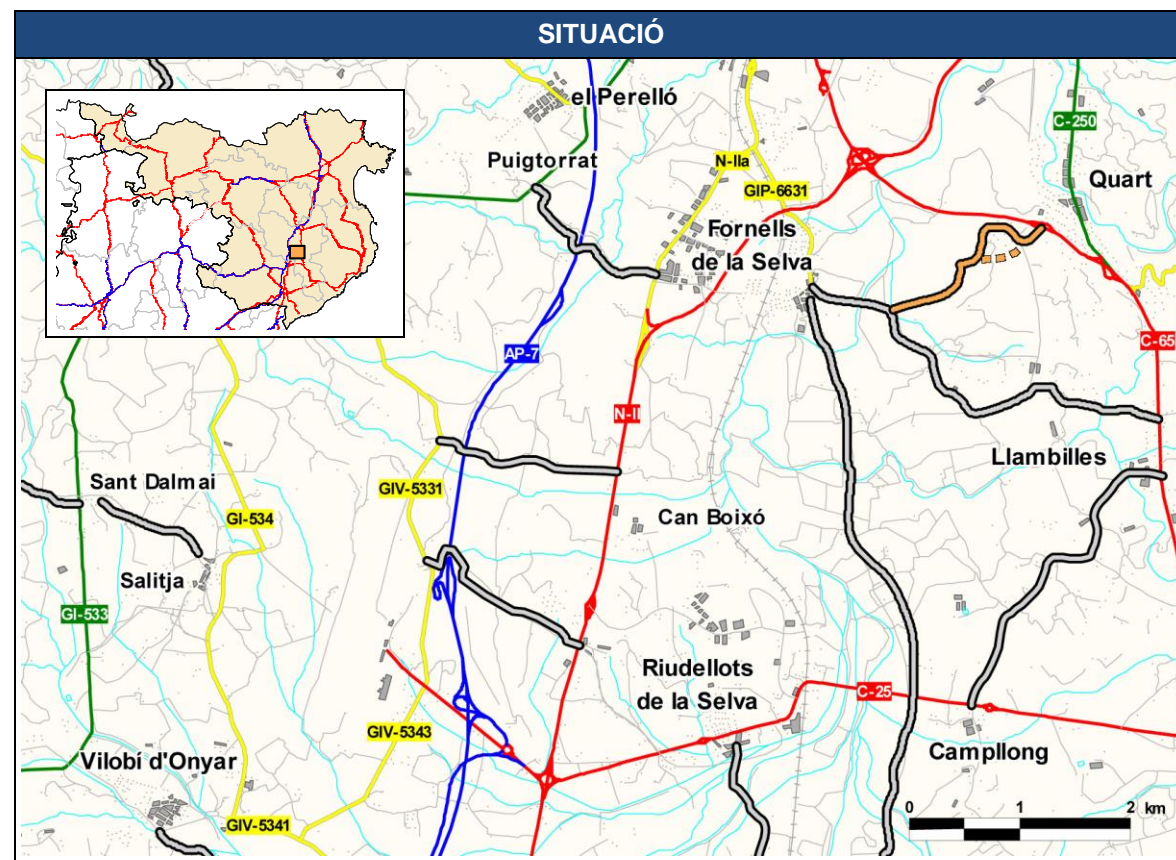 SITUACIÓ
el Perelló
C-250
Puigtorrat
N-IIa
Quart
GIP-6631
Fornells
de la Selva
C-65
AP-7
N-II
Llambilles
Sant Dalmai
GIV-5331
Can Boixó
GI-534
Salitja
GI-533
Riudellots
de la Selva
C-25
GIV-5343
Vilobí d'Onyar
Campllong
GIV-5341
0 1 2 km